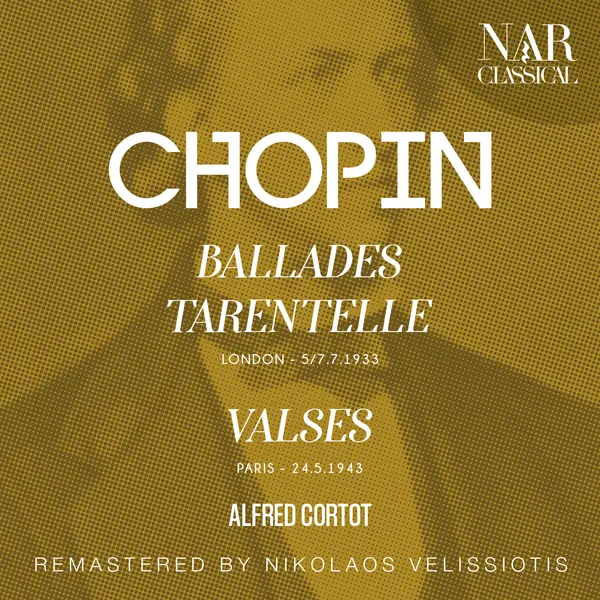 NAR
CLASSICAL
CHOPIN
BALLADES
TARENTELLE
LONDON - 5/7.7.1933
VALSES
PARIS - 24.5.1943
ALFRED CORTOT
REMASTERED BY NIKOLAOS VELISSIOTIS